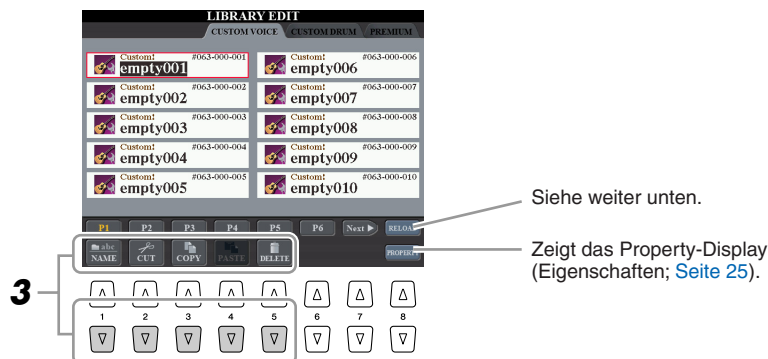 LIBRARY EDIT
CUSTOM VOICE CUSTOM DRUM PREMIUM
Custom! #063-000-001
empty001
Custom! #063-000-006
empty006
Custom! #063-000-002
empty002
Custom! #063-000-007
empty007
Custom! #063-000-003
empty003
Custom! #063-000-008
empty008
Custom! #063-000-004
empty004
Custom! #063-000-009
empty009
Custom! #063-000-005
empty005
Custom! #063-000-010
empty010
P1 P2 P3 P4 P5 P6 Next RELOAD
abc
NAME CUT COPY PASTE DELETE PROPERTY
Siehe weiter unten.
Zeigt das Property-Display
(Eigenschaften; Seite 25).
3
1 2 3 4 5 6 7 8